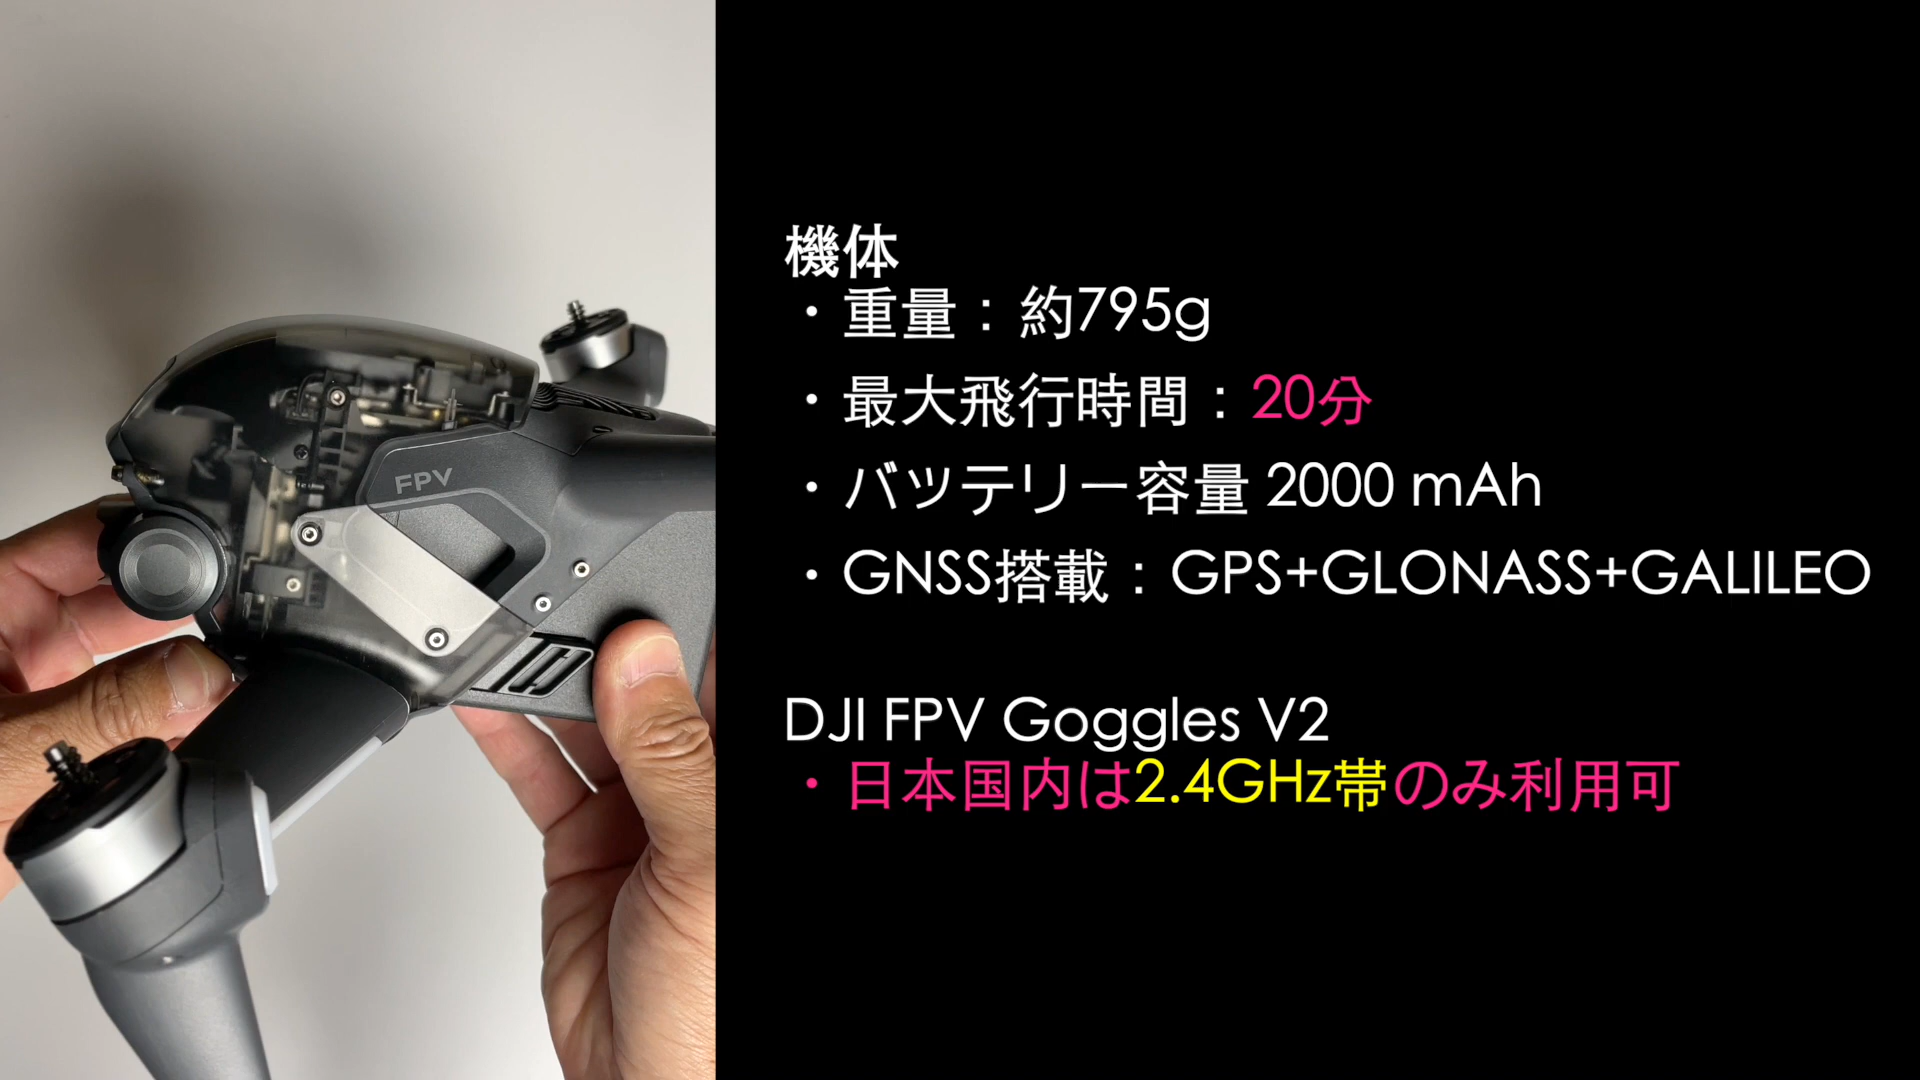 FPV
機体
・重量：約795g
・最大飛行時間：20分
・バッテリー容量 2000 mAh
・GNSS搭載：GPS+GLONASS+GALILEO
DJI FPV Goggles V2
・日本国内は2.4GHz帯のみ利用可